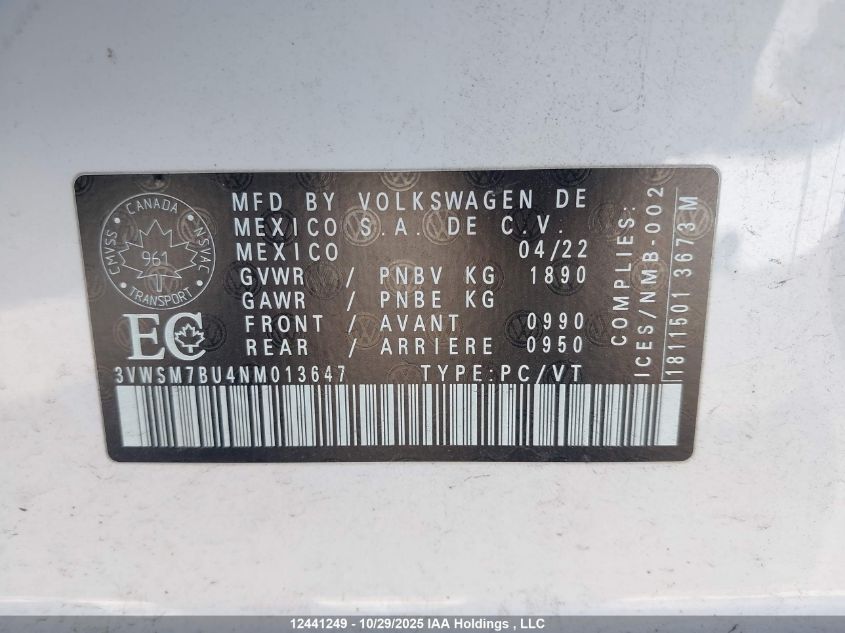 CANADA
CMVSS
NSVAC
961
TRANSPORT
EC
MFD BY VOLKSWAGEN DE
MEXICO S.A. DE C.V.
MEXICO 04/22
GVWR / PNBV KG 1890
GAWR / PNBE KG
FRONT / AVANT 0990
REAR / ARRIERE 0950
3VWSM7BU4NM013647 TYPE:PC/VT
COMPLIES:
ICES/NMB-002
1811501 3673 M
12441249 - 10/29/2025 IAA Holdings , LLC